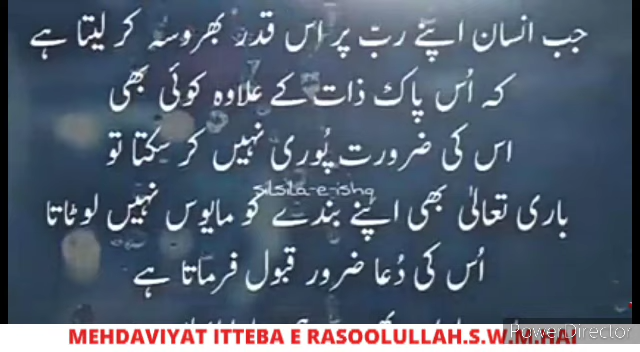 جب انسان اپنے ربّ پر اس قدر بھروسہ کر لیتا ہے
کہ اُس پاک ذات کے علاوہ کوئی بھی
اس کی ضرورت پُوری نہیں کر سکتا تو
silsila-e-ishq
باری تعالیٰ بھی اپنے بندے کو مایوس نہیں لوٹاتا
اُس کی دُعا ضرور قبول فرماتا ہے
PowerDirector
MEHDAVIYAT ITTEBA E RASOOLULLAH.S.W.M.HAI